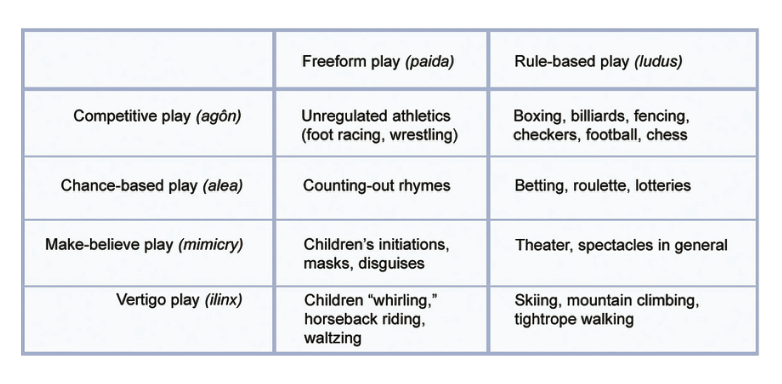 Freeform play (paida)
Rule-based play (ludus)
Competitive play (agôn)
Unregulated athletics
(foot racing, wrestling)
Boxing, billiards, fencing,
checkers, football, chess
Chance-based play (alea)
Counting-out rhymes
Betting, roulette, lotteries
Make-believe play (mimicry)
Children’s initiations,
masks, disguises
Theater, spectacles in general
Vertigo play (ilinx)
Children “whirling,”
horseback riding,
waltzing
Skiing, mountain climbing,
tightrope walking